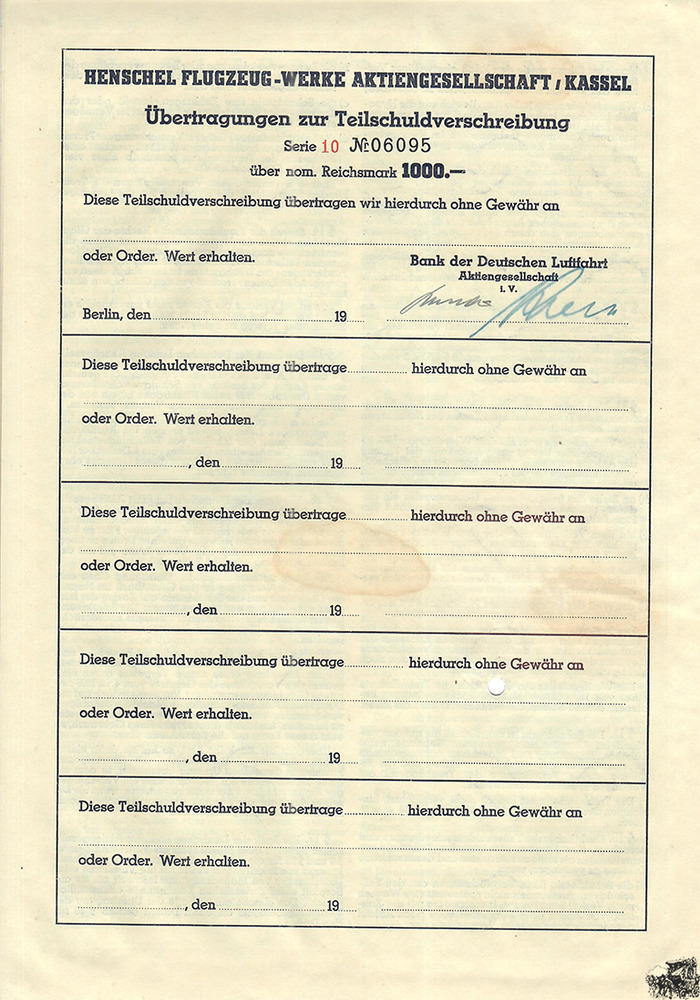 HENSCHEL FLUGZEUG-WERKE AKTIENGESELLSCHAFT / KASSEL
Übertragungen zur Teilschuldverschreibung
Serie 10 № 06095
über nom. Reichsmark 1000.—
Diese Teilschuldverschreibung übertragen wir hierdurch ohne Gewähr an
oder Order. Wert erhalten.
Bank der Deutschen Luftfahrt
Aktiengesellschaft
i. V.
Berlin, den 19
Diese Teilschuldverschreibung übertrage hierdurch ohne Gewähr an
oder Order. Wert erhalten.
, den 19
Diese Teilschuldverschreibung übertrage hierdurch ohne Gewähr an
oder Order. Wert erhalten.
, den 19
Diese Teilschuldverschreibung übertrage hierdurch ohne Gewähr an
oder Order. Wert erhalten.
, den 19
Diese Teilschuldverschreibung übertrage hierdurch ohne Gewähr an
oder Order. Wert erhalten.
, den 19